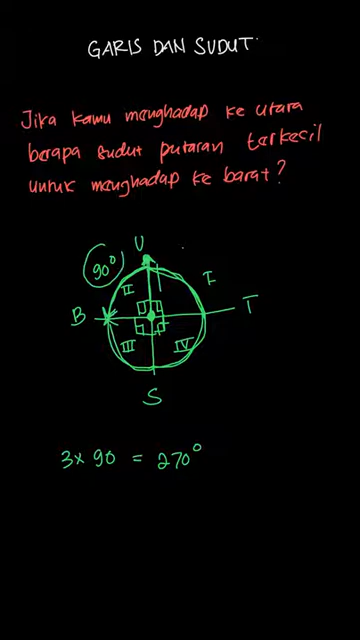 GARIS DAN SUDUT
Jika kamu menghadap ke utara
berapa sudut putaran terkecil
untuk menghadap ke barat?
U
90°
II
I
B
T
III
IV
S
3x 90 = 270°